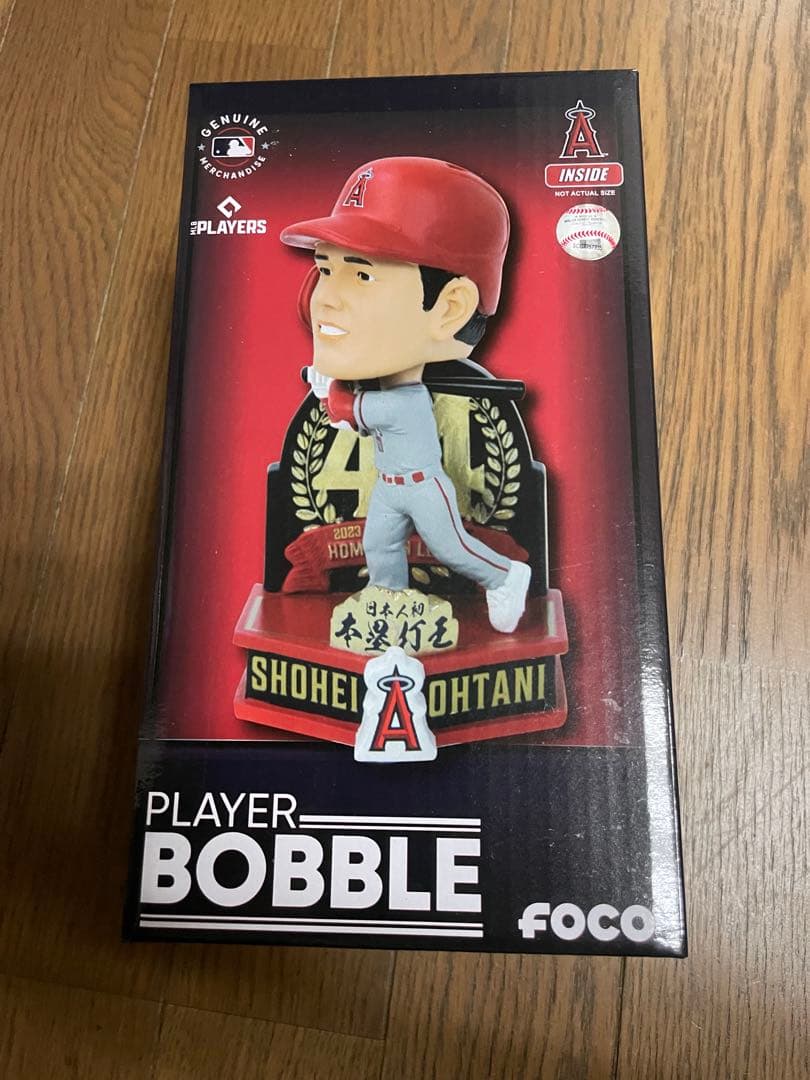 GENUINE
MERCHANDISE
MLB PLAYERS
A
INSIDE
NOT ACTUAL SIZE
A
2023
日本人初
本塁打王
SHOHEI OHTANI
A
PLAYER
BOBBLE
FOCO